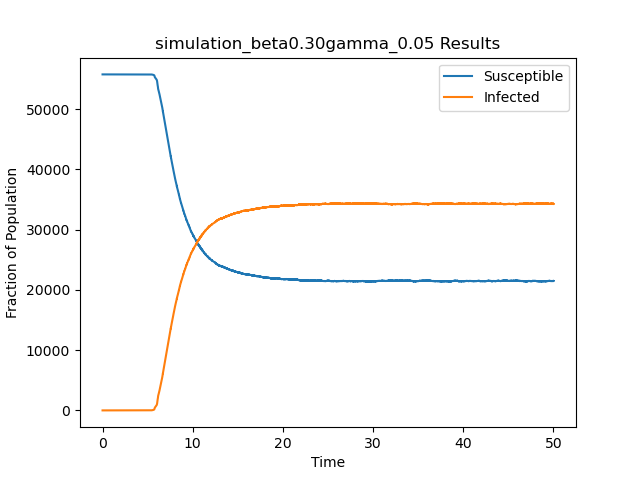 simulation_beta0.30gamma_0.05 Results
Susceptible
Infected
Fraction of Population
50000
40000
30000
20000
10000
0
0 10 20 30 40 50
Time